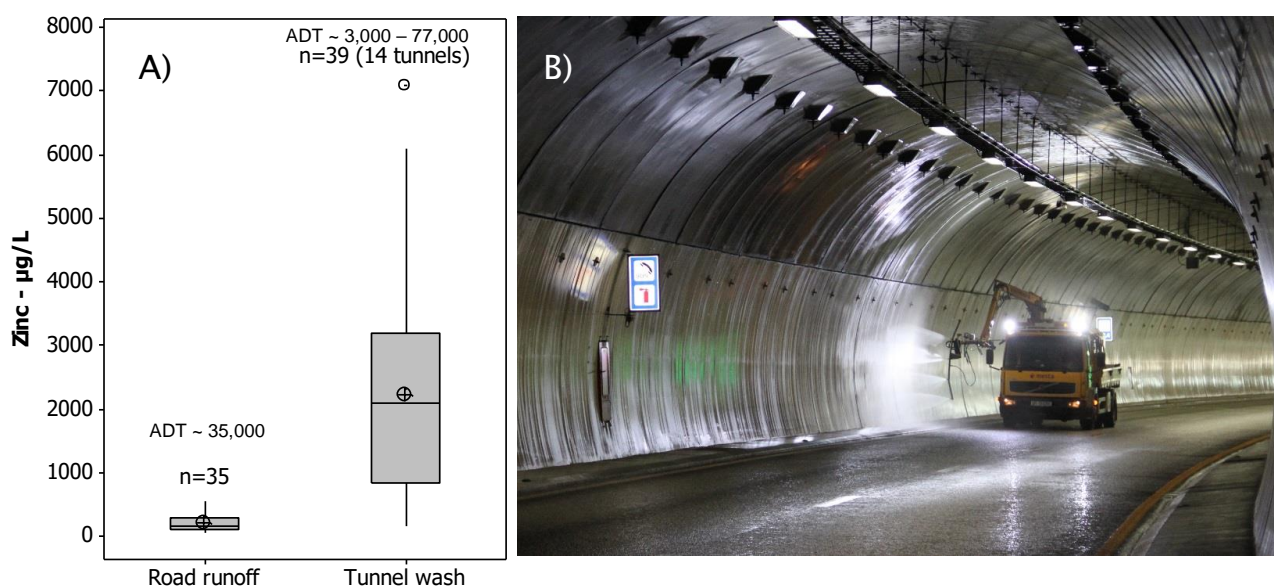 8000
7000
6000
5000
4000
3000
2000
1000
0
Zinc - µg/L
A)
ADT ~ 3,000 – 77,000
n=39 (14 tunnels)
ADT ~ 35,000
n=35
Road runoff
Tunnel wash
B)